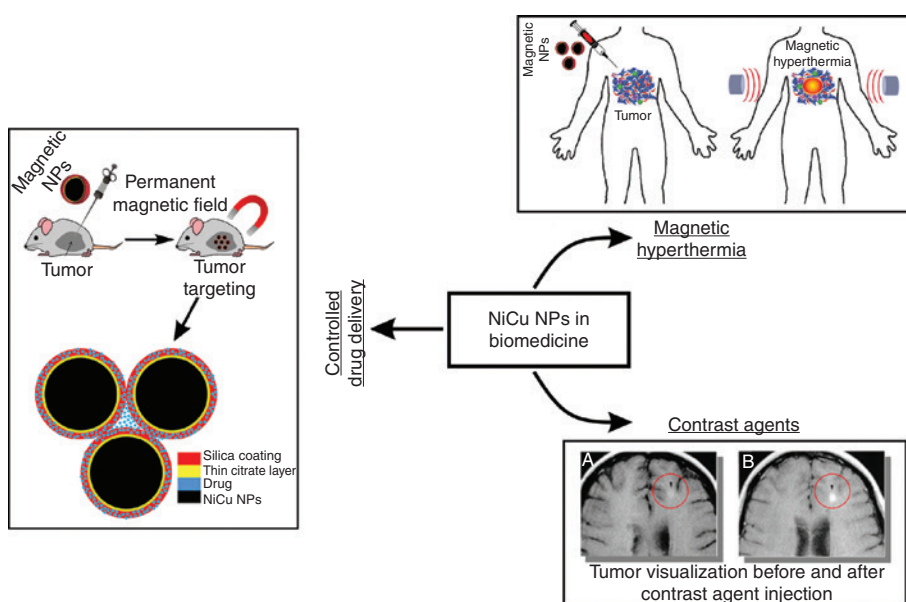 Magnetic
NPs
Tumor
Magnetic
hyperthermia
Magnetic
NPs
Permanent
magnetic field
Tumor
Tumor
targeting
Silica coating
Thin citrate layer
Drug
NiCu NPs
Controlled
drug delivery
NiCu NPs in
biomedicine
Magnetic
hyperthermia
Contrast agents
A
B
Tumor visualization before and after
contrast agent injection